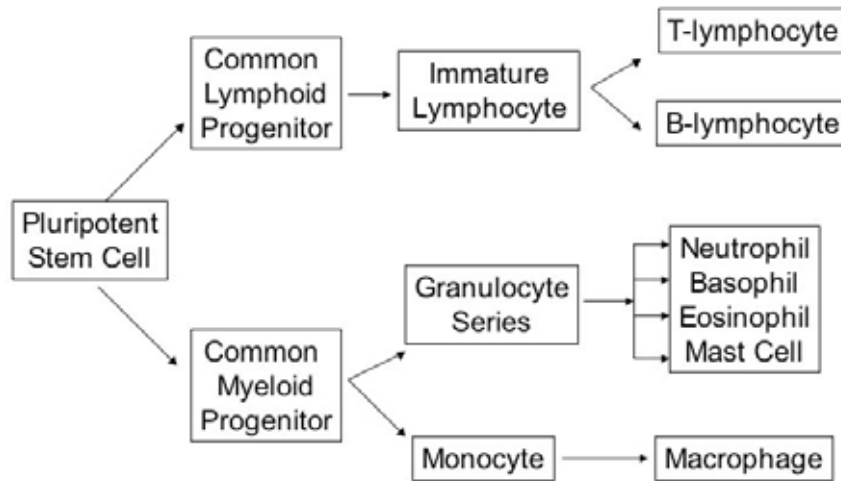 Pluripotent
Stem Cell
Common
Lymphoid
Progenitor
Immature
Lymphocyte
T-lymphocyte
B-lymphocyte
Common
Myeloid
Progenitor
Granulocyte
Series
Neutrophil
Basophil
Eosinophil
Mast Cell
Monocyte
Macrophage